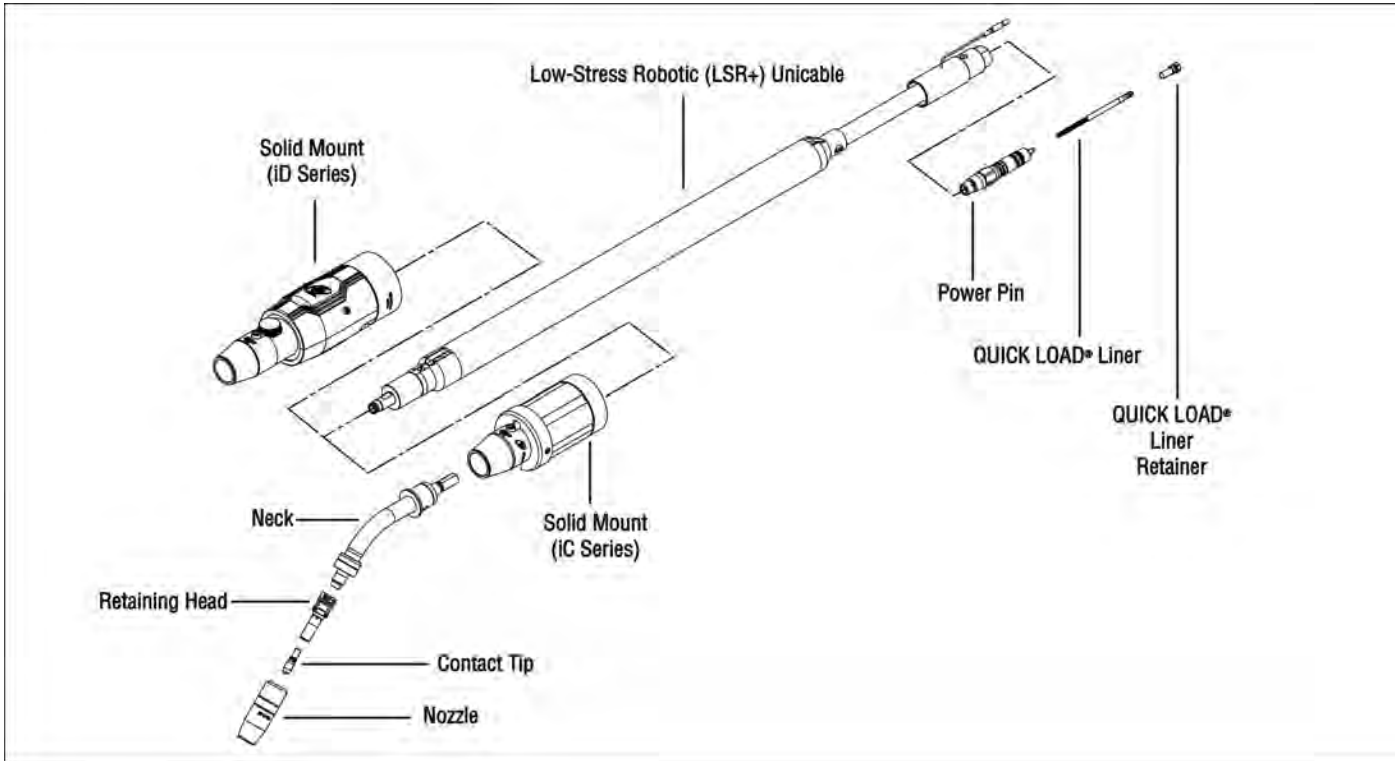 Low-Stress Robotic (LSR+) Unicable
Solid Mount
(iD Series)
Power Pin
QUICK LOAD® Liner
QUICK LOAD®
Liner
Retainer
Neck
Solid Mount
(iC Series)
Retaining Head
Contact Tip
Nozzle